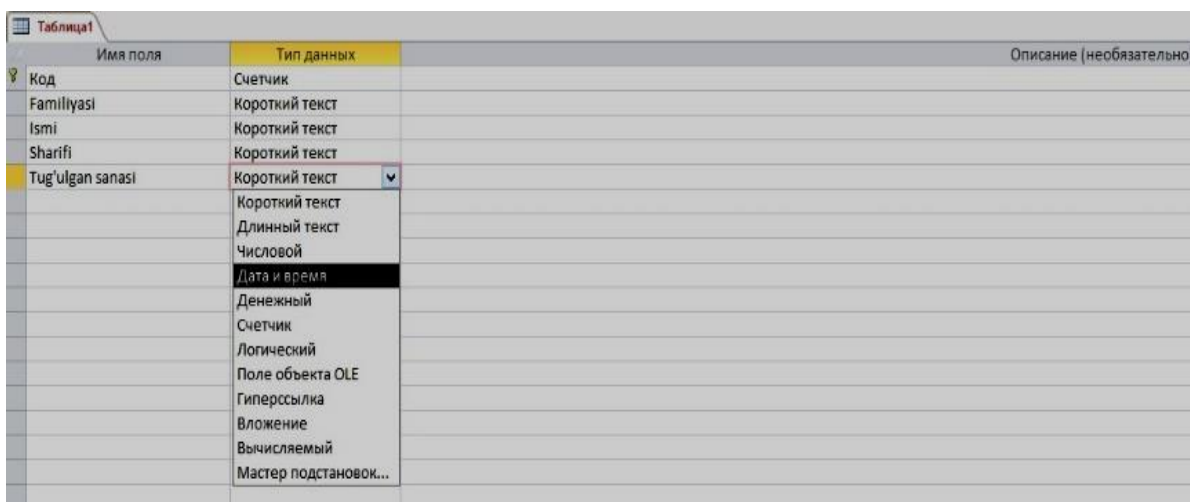 Таблица1
Имя поля Тип данных Описание (необязательно
Код Счетчик
Familiyasi Короткий текст
Ismi Короткий текст
Sharifi Короткий текст
Tug'ulgan sanasi Короткий текст
Короткий текст
Длинный текст
Числовой
Дата и время
Денежный
Счетчик
Логический
Поле объекта OLE
Гиперссылка
Вложение
Вычисляемый
Мастер подстановок...